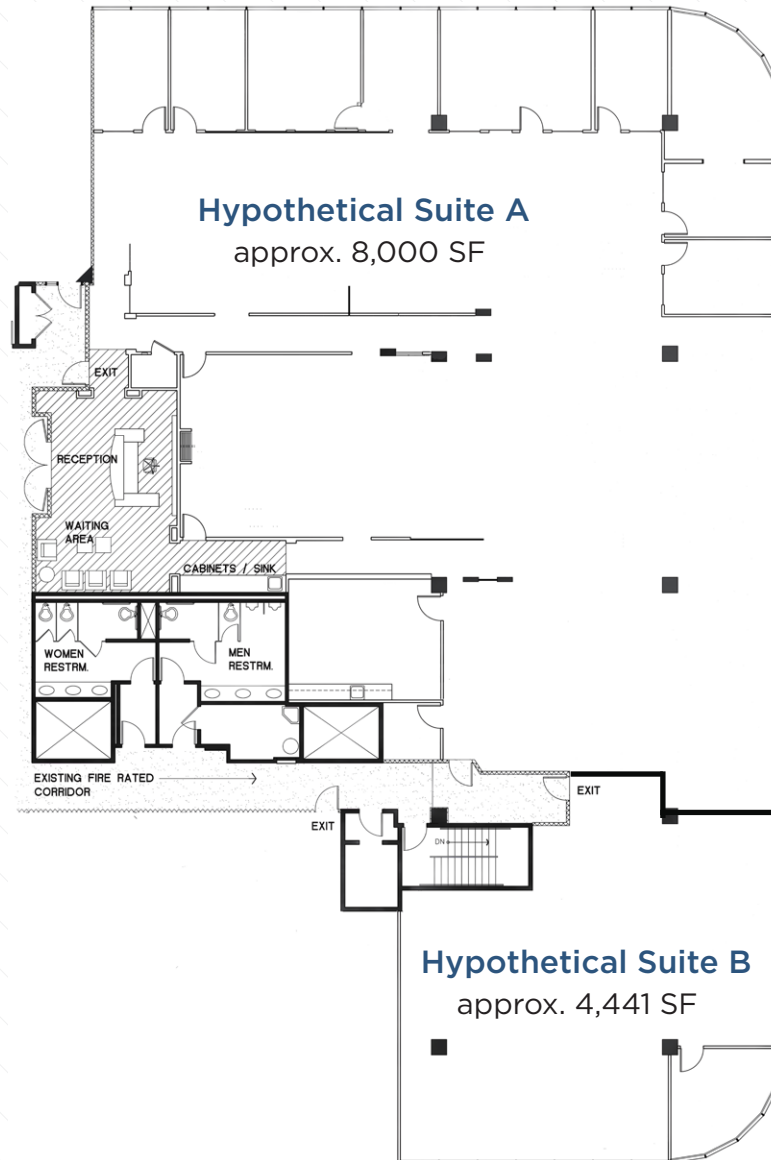 Hypothetical Suite A
approx. 8,000 SF
EXIT
RECEPTION
WAITING
AREA
CABINETS / SINK
WOMEN
RESTRM.
MEN
RESTRM.
EXISTING FIRE RATED
CORRIDOR
EXIT
EXIT
DN
Hypothetical Suite B
approx. 4,441 SF